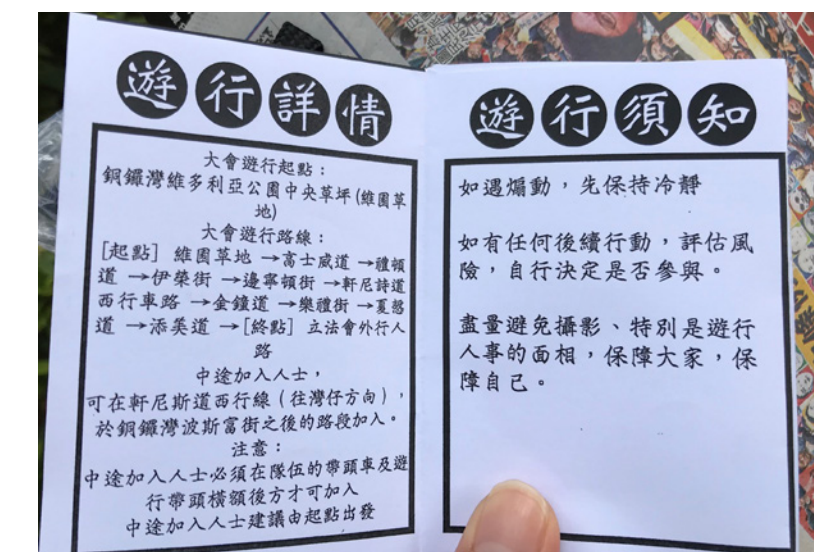 遊行詳情
大會遊行起點：
銅鑼灣維多利亞公園中央草坪(維園草
地)
大會遊行路線：
[起點] 維園草地 →高士威道 →禮頓
道 →伊榮街 →邊寧頓街 →軒尼詩道
西行車路 →金鐘道 →樂禮街 →夏慤
道 →添美道 →[終點] 立法會外行人
路
中途加入人士，
可在軒尼斯道西行線(往灣仔方向)，
於銅鑼灣波斯富街之後的路段加入。
注意：
中途加入人士必須在隊伍的帶頭車及遊
行帶頭橫額後方才可加入
中途加入人士建議由起點出發
遊行須知
如遇煽動，先保持冷靜
如有任何後續行動，評估風
險，自行決定是否參與。
盡量避免攝影、特別是遊行
人事的面相，保障大家，保
障自己。